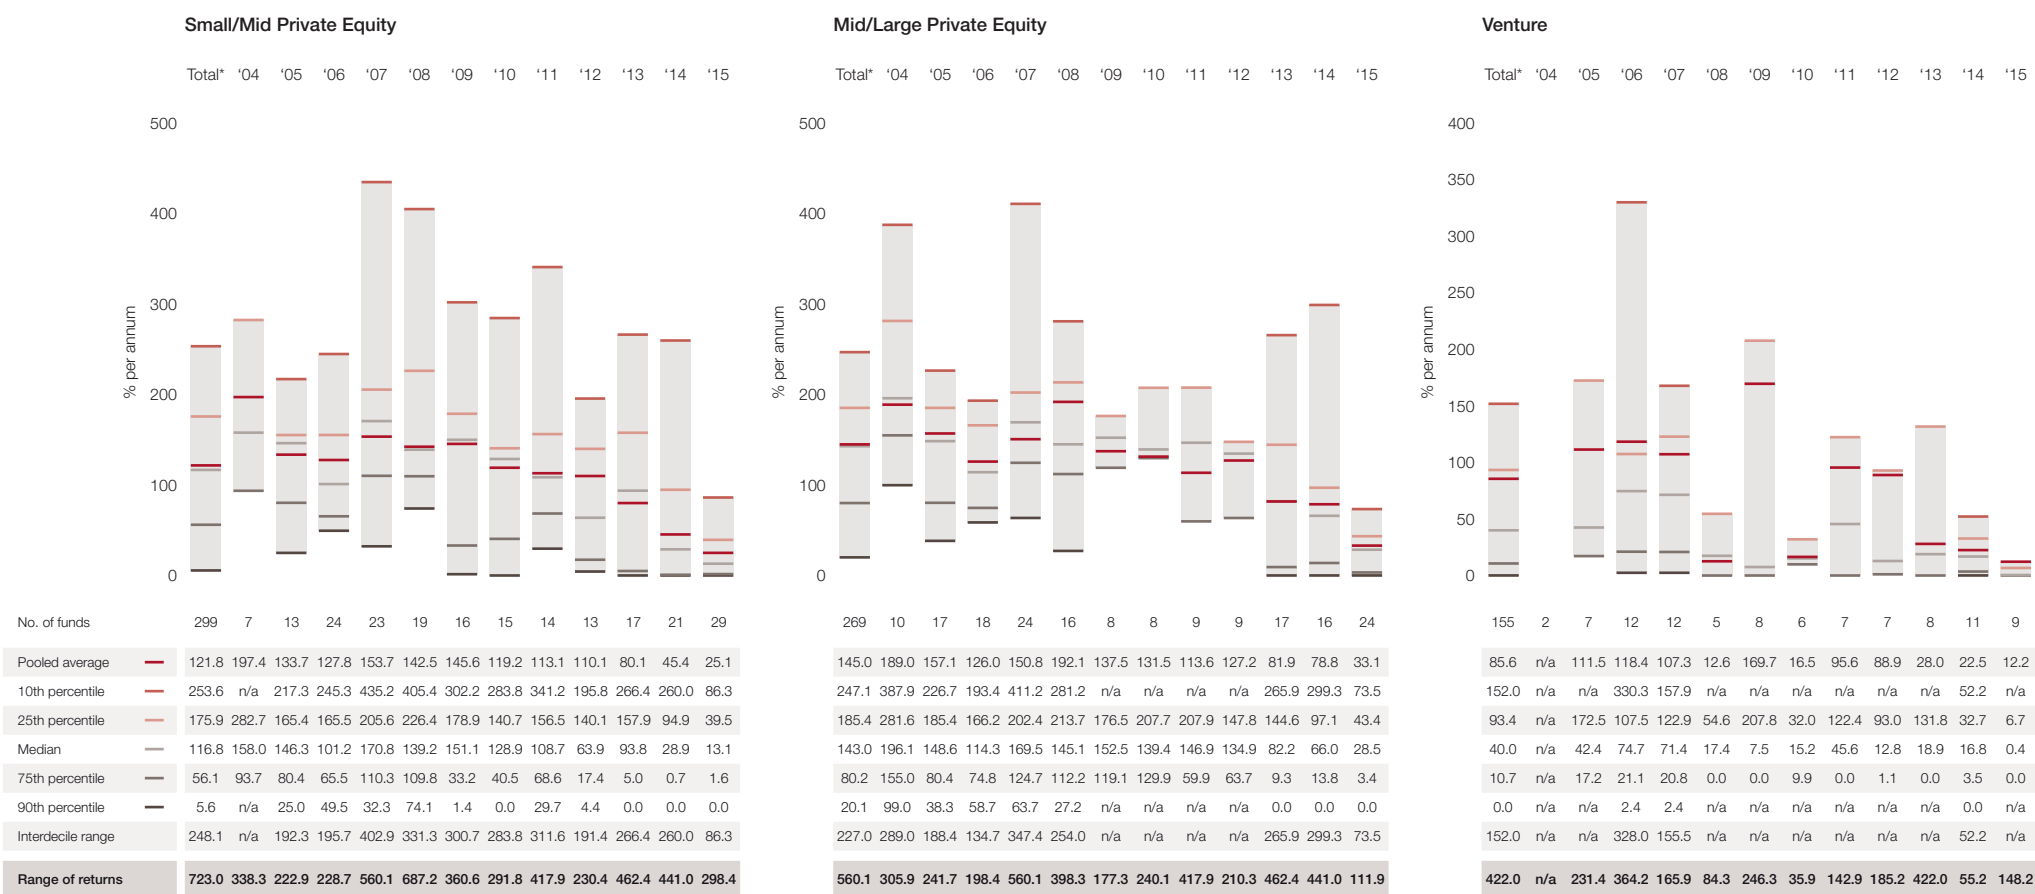 Small/Mid Private Equity
Mid/Large Private Equity
Venture
Total* ‘04 ‘05 ‘06 ‘07 ‘08 ‘09 ‘10 ‘11 ‘12 ‘13 ‘14 ‘15
Total* ‘04 ‘05 ‘06 ‘07 ‘08 ‘09 ‘10 ‘11 ‘12 ‘13 ‘14 ‘15
Total* ‘04 ‘05 ‘06 ‘07 ‘08 ‘09 ‘10 ‘11 ‘12 ‘13 ‘14 ‘15
% per annum
500
400
300
200
100
0
% per annum
500
400
300
200
100
0
% per annum
400
350
300
250
200
150
100
50
0
No. of funds 299 7 13 24 23 19 16 15 14 13 17 21 29 269 10 17 18 24 16 8 8 9 9 17 16 24 155 2 7 12 12 5 8 6 7 7 8 11 9
Pooled average 121.8 197.4 133.7 127.8 153.7 142.5 145.6 119.2 113.1 110.1 80.1 45.4 25.1 145.0 189.0 157.1 126.0 150.8 192.1 137.5 131.5 113.6 127.2 81.9 78.8 33.1 85.6 n/a 111.5 118.4 107.3 12.6 169.7 16.5 95.6 88.9 28.0 22.5 12.2
10th percentile 253.6 n/a 217.3 245.3 435.2 405.4 302.2 283.8 341.2 195.8 266.4 260.0 86.3 247.1 387.9 226.7 193.4 411.2 281.2 n/a n/a n/a n/a 265.9 299.3 73.5 152.0 n/a n/a 330.3 157.9 n/a n/a n/a n/a n/a n/a 52.2 n/a
25th percentile 175.9 282.7 165.4 165.5 205.6 226.4 178.9 140.7 156.5 140.1 157.9 94.9 39.5 185.4 281.6 185.4 166.2 202.4 213.7 176.5 207.7 207.9 147.8 144.6 97.1 43.4 93.4 n/a 172.5 107.5 122.9 54.6 207.8 32.0 122.4 93.0 131.8 32.7 6.7
Median 116.8 158.0 146.3 101.2 170.8 139.2 151.1 128.9 108.7 63.9 93.8 28.9 13.1 143.0 196.1 148.6 114.3 169.5 145.1 152.5 139.4 146.9 134.9 82.2 66.0 28.5 40.0 n/a 42.4 74.7 71.4 17.4 7.5 15.2 45.6 12.8 18.9 16.8 0.4
75th percentile 56.1 93.7 80.4 65.5 110.3 109.8 33.2 40.5 68.6 17.4 5.0 0.7 1.6 80.2 155.0 80.4 74.8 124.7 112.2 119.1 129.9 59.9 63.7 9.3 13.8 3.4 10.7 n/a 17.2 21.1 20.8 0.0 0.0 9.9 0.0 1.1 0.0 3.5 0.0
90th percentile 5.6 n/a 25.0 49.5 32.3 74.1 1.4 0.0 29.7 4.4 0.0 0.0 0.0 20.1 99.0 38.3 58.7 63.7 27.2 n/a n/a n/a n/a 0.0 0.0 0.0 0.0 n/a n/a 2.4 2.4 n/a n/a n/a n/a n/a n/a 0.0 n/a
Interdecile range 248.1 n/a 192.3 195.7 402.9 331.3 300.7 283.8 311.6 191.4 266.4 260.0 86.3 227.0 289.0 188.4 134.7 347.4 254.0 n/a n/a n/a n/a 265.9 299.3 73.5 152.0 n/a n/a 328.0 155.5 n/a n/a n/a n/a n/a n/a 52.2 n/a
Range of returns 723.0 338.3 222.9 228.7 560.1 687.2 360.6 291.8 417.9 230.4 462.4 441.0 298.4 560.1 305.9 241.7 198.4 560.1 398.3 177.3 240.1 417.9 210.3 462.4 441.0 111.9 422.0 n/a 231.4 364.2 165.9 84.3 246.3 35.9 142.9 185.2 422.0 55.2 148.2